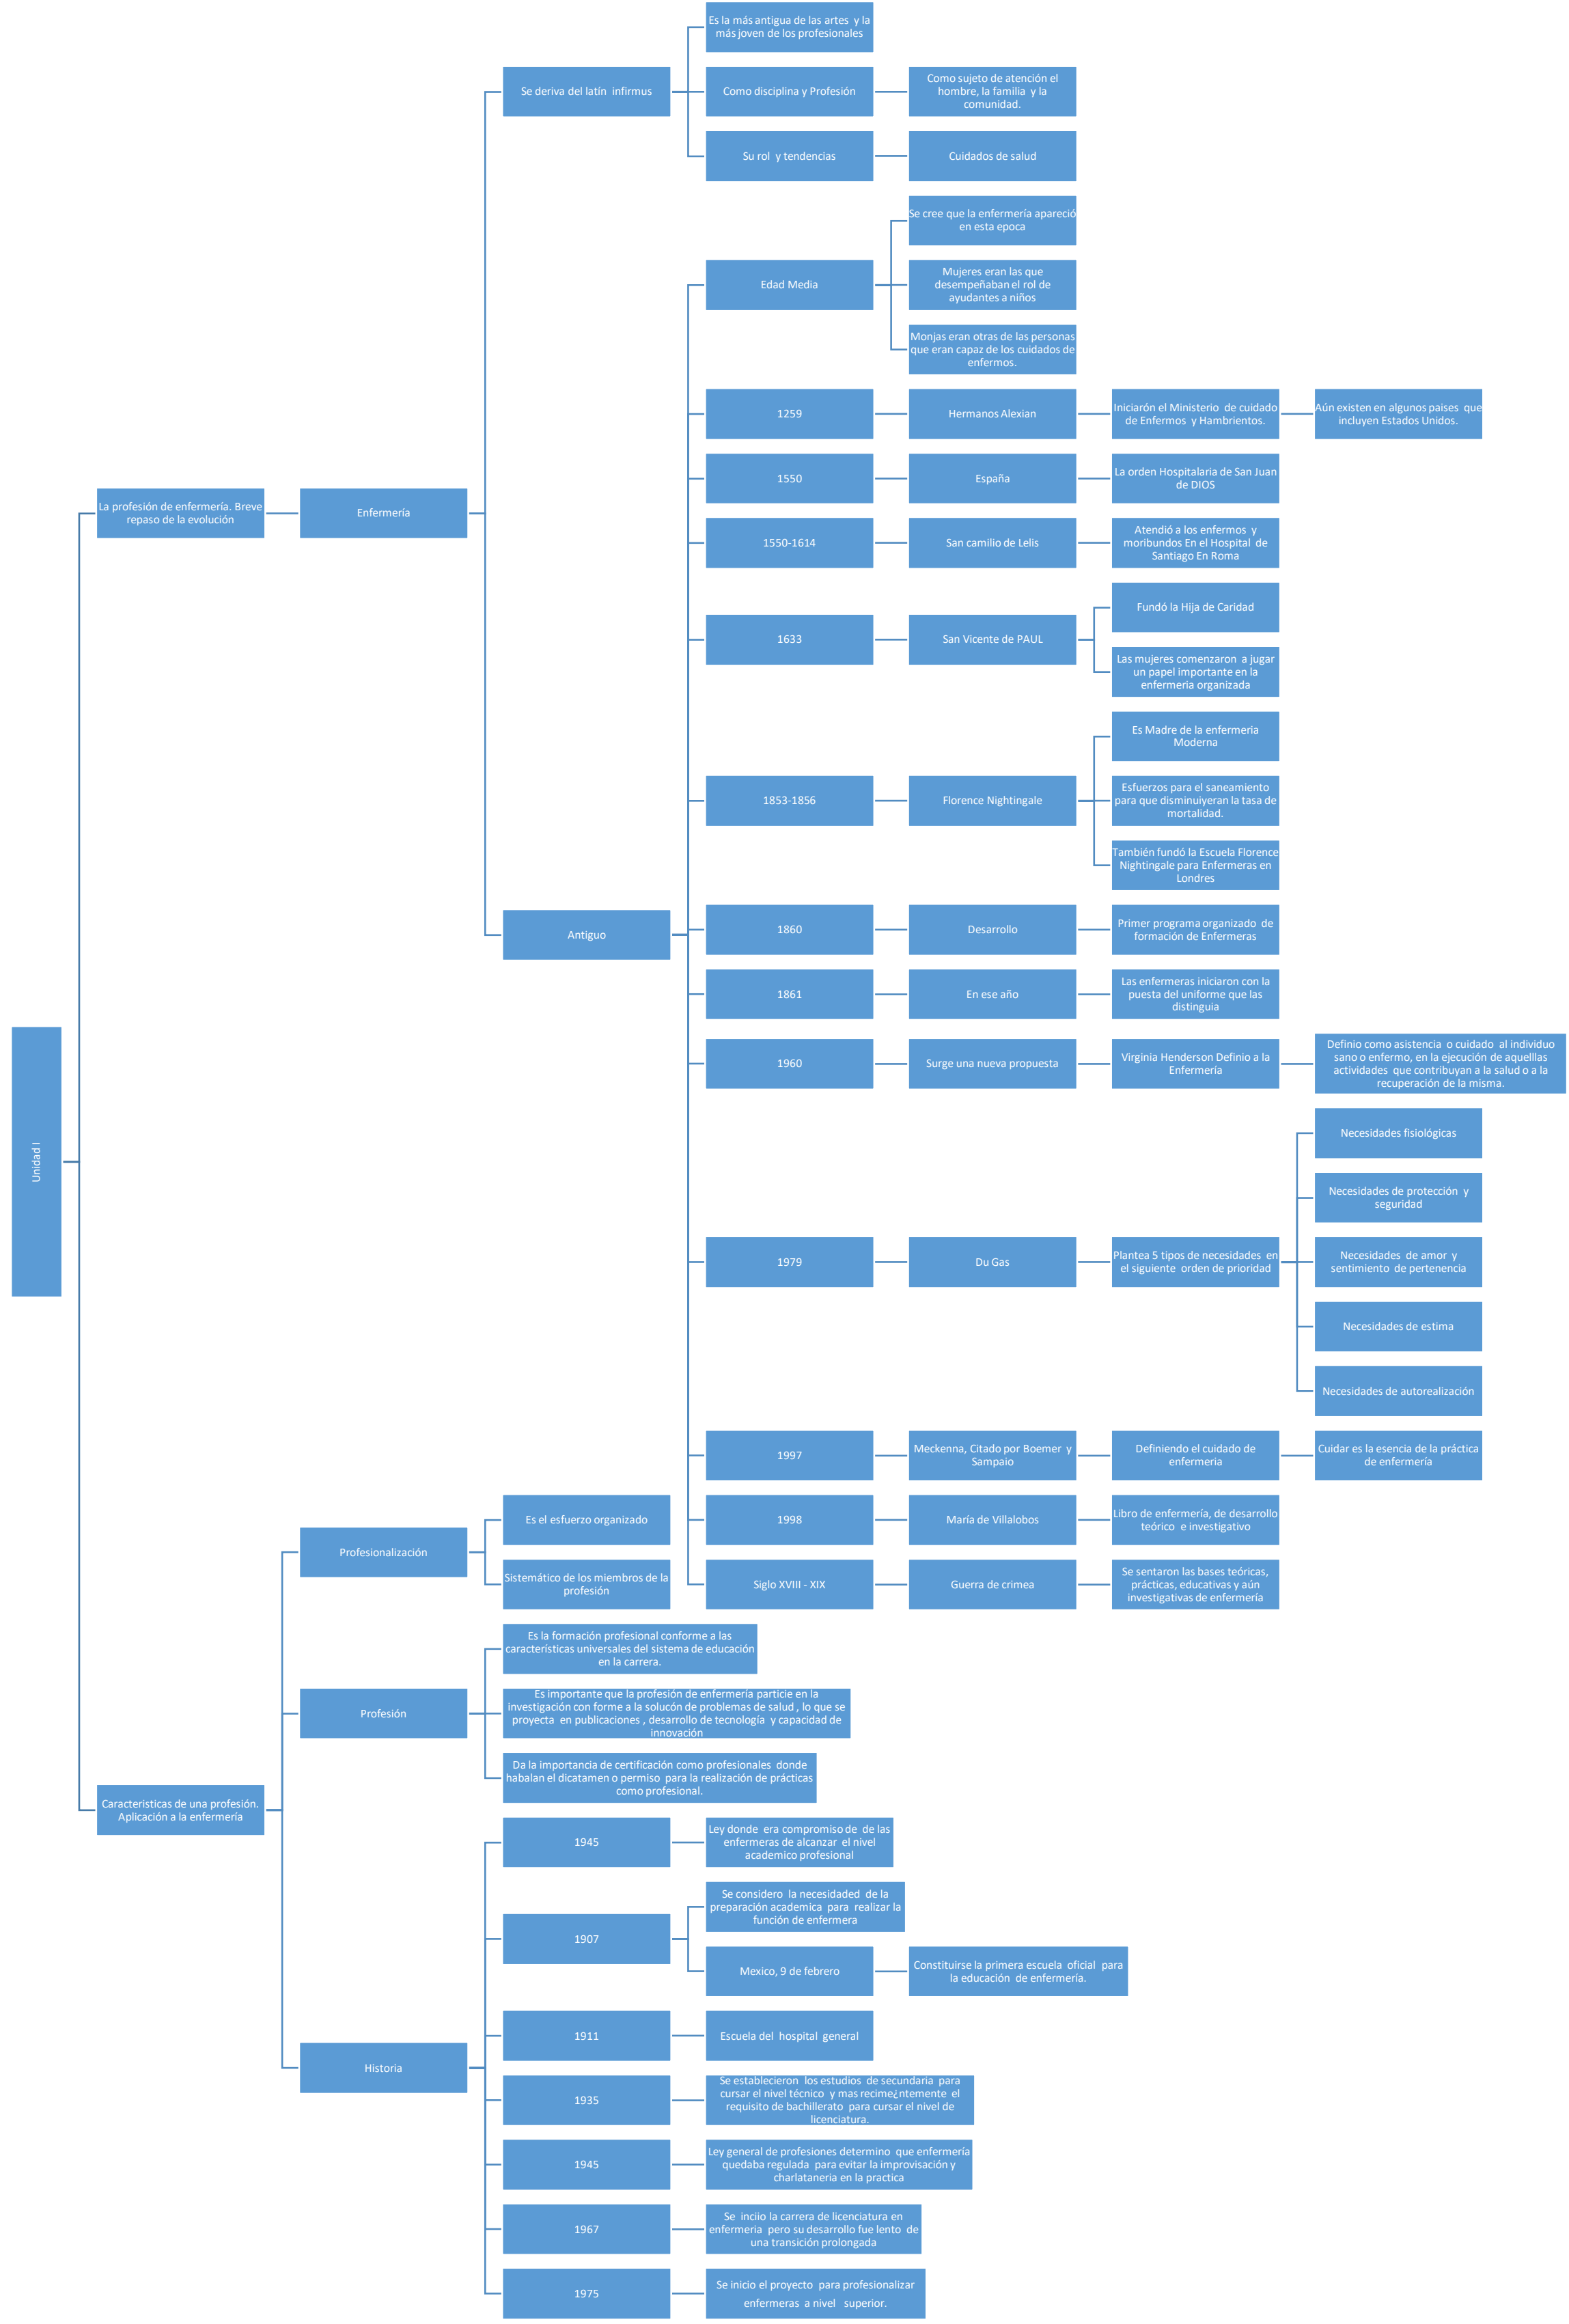 Unidad I
La profesión de enfermería. Breve
repaso de la evolución
Enfermería
Se deriva del latín infirmus
Es la más antigua de las artes y la
más joven de los profesionales
Como disciplina y Profesión
Como sujeto de atención el
hombre, la familia y la
comunidad.
Su rol y tendencias
Cuidados de salud
Antiguo
Edad Media
Se cree que la enfermería apareció
en esta epoca
Mujeres eran las que
desempeñaban el rol de
ayudantes a niños
Monjas eran otras de las personas
que eran capaz de los cuidados de
enfermos.
1259
Hermanos Alexian
Iniciarón el Ministerio de cuidado
de Enfermos y Hambrientos.
Aún existen en algunos paises que
incluyen Estados Unidos.
1550
España
La orden Hospitalaria de San Juan
de DIOS
1550-1614
San camilio de Lelis
Atendió a los enfermos y
moribundos En el Hospital de
Santiago En Roma
1633
San Vicente de PAUL
Fundó la Hija de Caridad
Las mujeres comenzaron a jugar
un papel importante en la
enfermeria organizada
1853-1856
Florence Nightingale
Es Madre de la enfermeria
Moderna
Esfuerzos para el saneamiento
para que disminuiyeran la tasa de
mortalidad.
También fundó la Escuela Florence
Nightingale para Enfermeras en
Londres
1860
Desarrollo
Primer programa organizado de
formación de Enfermeras
1861
En ese año
Las enfermeras iniciaron con la
puesta del uniforme que las
distinguia
1960
Surge una nueva propuesta
Virginia Henderson Definio a la
Enfermería
Definio como asistencia o cuidado al individuo
sano o enfermo, en la ejecución de aquelllas
actividades que contribuyan a la salud o a la
recuperación de la misma.
1979
Du Gas
Plantea 5 tipos de necesidades en
el siguiente orden de prioridad
Necesidades fisiológicas
Necesidades de protección y
seguridad
Necesidades de amor y
sentimiento de pertenencia
Necesidades de estima
Necesidades de autorealización
1997
Meckenna, Citado por Boemer y
Sampaio
Definiendo el cuidado de
enfermeria
Cuidar es la esencia de la práctica
de enfermería
1998
María de Villalobos
Libro de enfermería, de desarrollo
teórico e investigativo
Siglo XVIII - XIX
Guerra de crimea
Se sentaron las bases teóricas,
prácticas, educativas y aún
investigativas de enfermería
Caracteristicas de una profesión.
Aplicación a la enfermería
Profesionalización
Es el esfuerzo organizado
Sistemático de los miembros de la
profesión
Profesión
Es la formación profesional conforme a las
características universales del sistema de educación
en la carrera.
Es importante que la profesión de enfermería particie en la
investigación con forme a la solucón de problemas de salud , lo que se
proyecta en publicaciones , desarrollo de tecnología y capacidad de
innovación
Da la importancia de certificación como profesionales donde
habalan el dicatamen o permiso para la realización de prácticas
como profesional.
Historia
1945
Ley donde era compromiso de de las
enfermeras de alcanzar el nivel
academico profesional
1907
Se considero la necesidaded de la
preparación academica para realizar la
función de enfermera
Mexico, 9 de febrero
Constituirse la primera escuela oficial para
la educación de enfermería.
1911
Escuela del hospital general
1935
Se establecieron los estudios de secundaria para
cursar el nivel técnico y mas recime¿ntemente el
requisito de bachillerato para cursar el nivel de
licenciatura.
1945
Ley general de profesiones determino que enfermería
quedaba regulada para evitar la improvisación y
charlataneria en la practica
1967
Se inciio la carrera de licenciatura en
enfermeria pero su desarrollo fue lento de
una transición prolongada
1975
Se inicio el proyecto para profesionalizar
enfermeras a nivel superior.